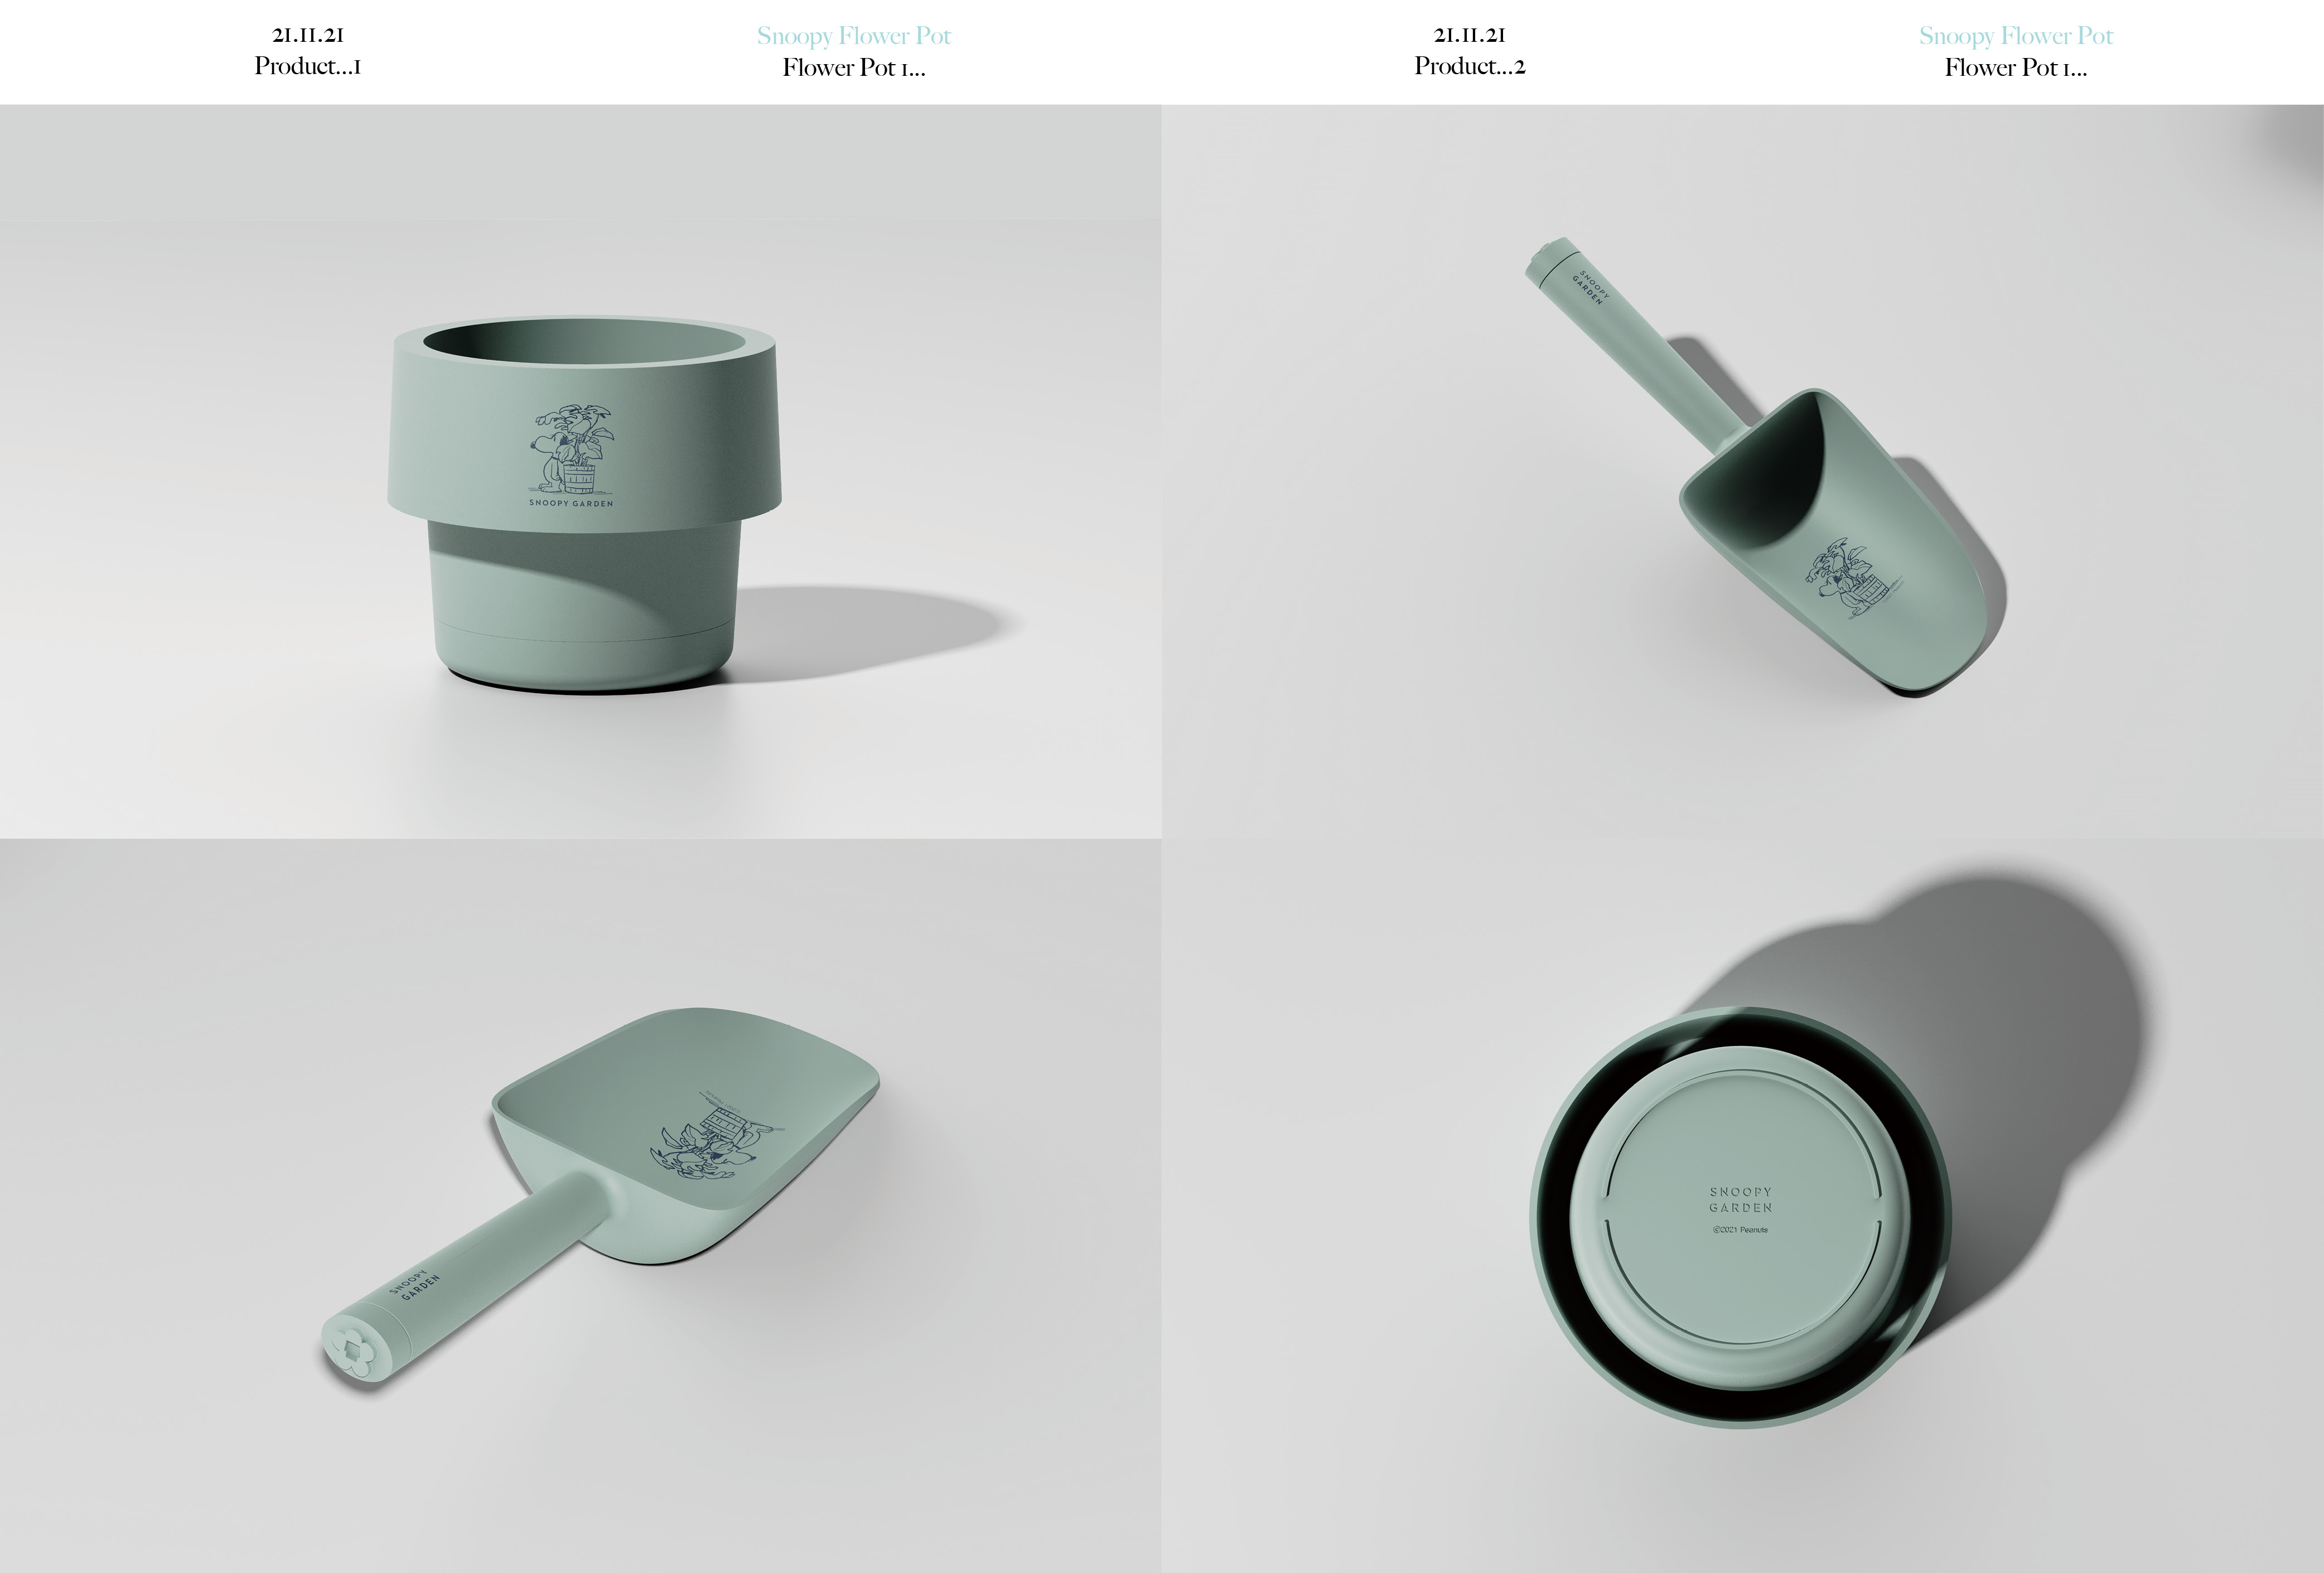 21.11.21
Product...1
Snoopy Flower Pot
Flower Pot 1...
21.11.21
Product...2
Snoopy Flower Pot
Flower Pot 1...
SNOOPY GARDEN
SNOOPY
GARDEN
SNOOPY
GARDEN
SNOOPY
GARDEN
©2021 Peanuts